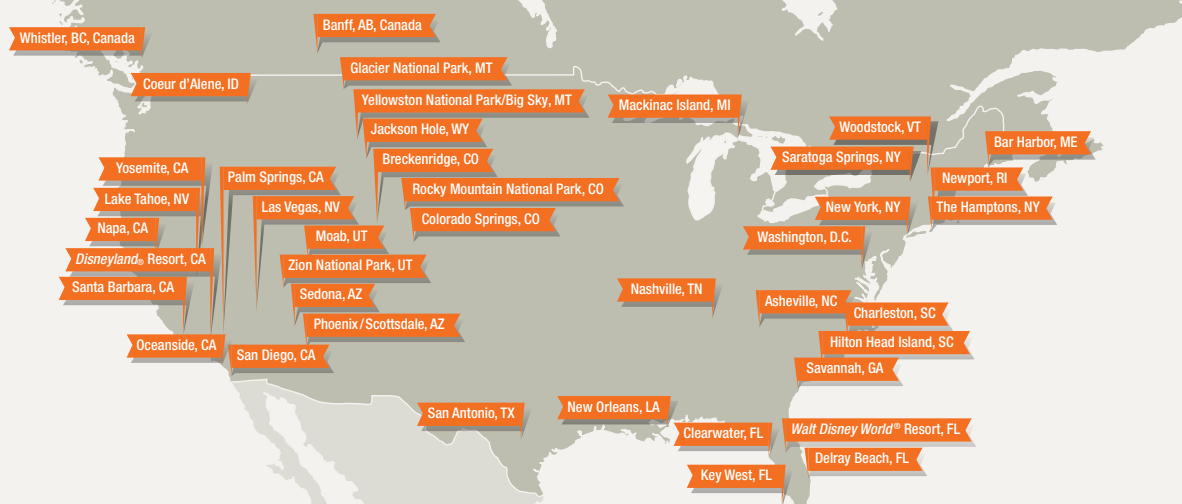 Banff, AB, Canada
Whistler, BC, Canada
Glacier National Park, MT
Coeur d'Alene, ID
Yellowston National Park/Big Sky, MT
Mackinac Island, MI
Jackson Hole, WY
Woodstock, VT
Bar Harbor, ME
Breckenridge, CO
Saratoga Springs, NY
Yosemite, CA
Palm Springs, CA
Newport, RI
Rocky Mountain National Park, CO
Lake Tahoe, NV
Las Vegas, NV
New York, NY
The Hamptons, NY
Colorado Springs, CO
Napa, CA
Moab, UT
Washington, D.C.
Disneyland® Resort, CA
Zion National Park, UT
Santa Barbara, CA
Nashville, TN
Sedona, AZ
Asheville, NC
Charleston, SC
Phoenix/Scottsdale, AZ
Oceanside, CA
Hilton Head Island, SC
San Diego, CA
Savannah, GA
New Orleans, LA
San Antonio, TX
Clearwater, FL
Walt Disney World® Resort, FL
Delray Beach, FL
Key West, FL